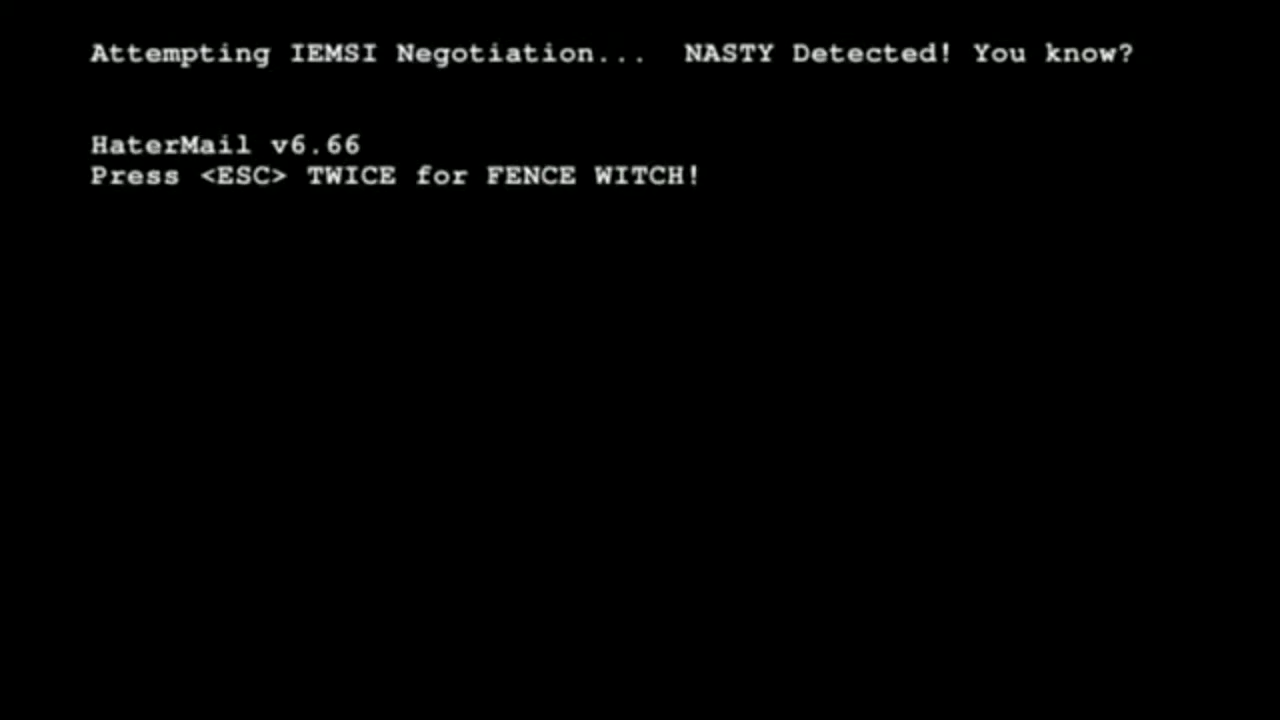 Attempting IEMSI Negotiation...  NASTY Detected! You know?
HaterMail v6.66
Press <ESC> TWICE for FENCE WITCH!